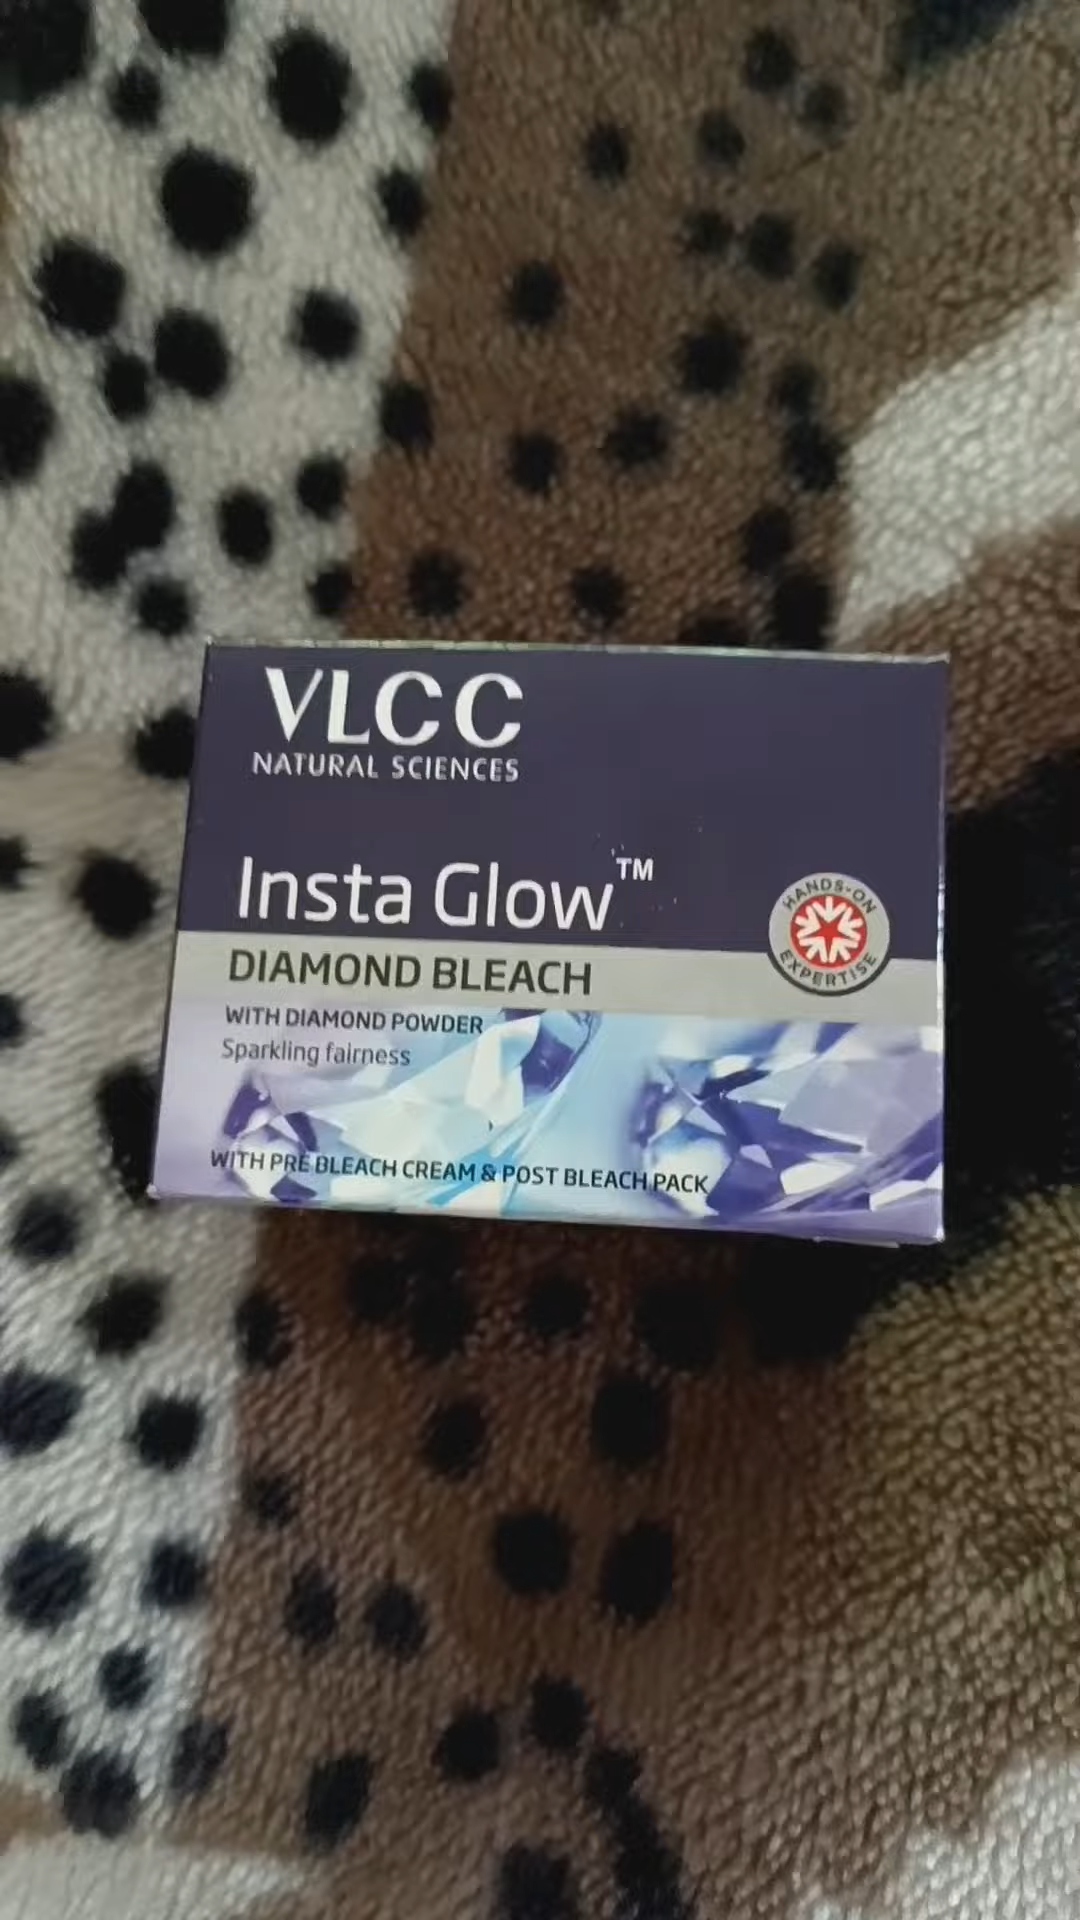 VLCC
NATURAL SCIENCES
Insta Glow™
HANDS-ON
EXPERTISE
DIAMOND BLEACH
WITH DIAMOND POWDER
Sparkling fairness
WITH PRE BLEACH CREAM & POST BLEACH PACK